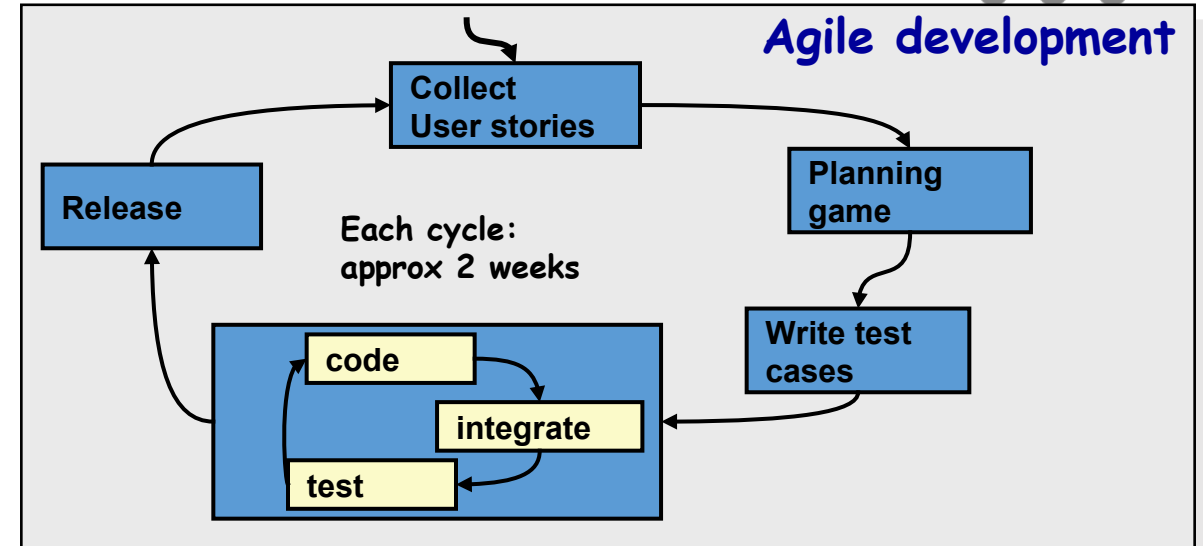 Agile development
Collect
User stories
Planning
game
Release
Each cycle:
approx 2 weeks
Write test
cases
code
integrate
test